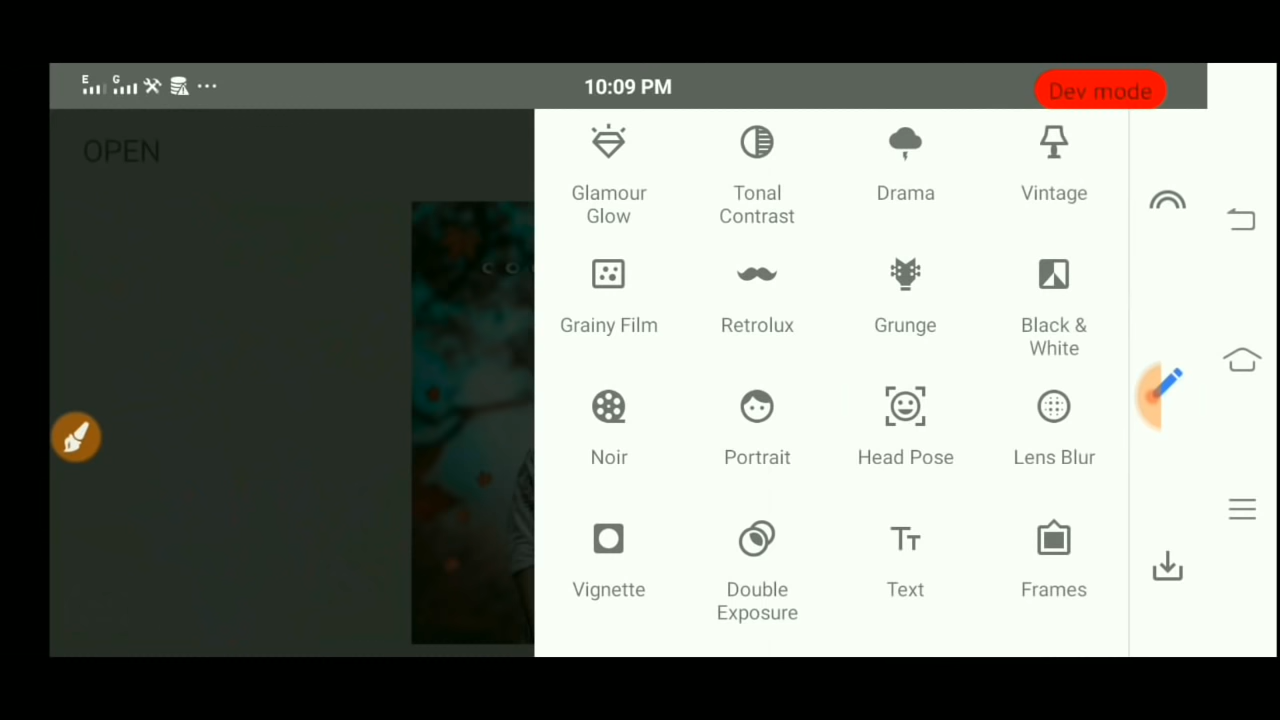 E G 10:09 PM Dev mode
OPEN
Glamour Glow
Tonal Contrast
Drama
Vintage
Grainy Film
Retrolux
Grunge
Black & White
Noir
Portrait
Head Pose
Lens Blur
Vignette
Double Exposure
Text
Frames